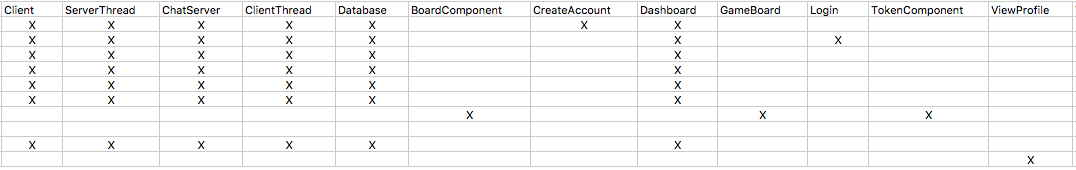 Client ServerThread ChatServer ClientThread Database BoardComponent CreateAccount Dashboard GameBoard Login TokenComponent ViewProfile
X X X X X X X
X X X X X X X
X X X X X X
X X X X X X
X X X X X X
X X X X X X
X X X
X X X X X X
X